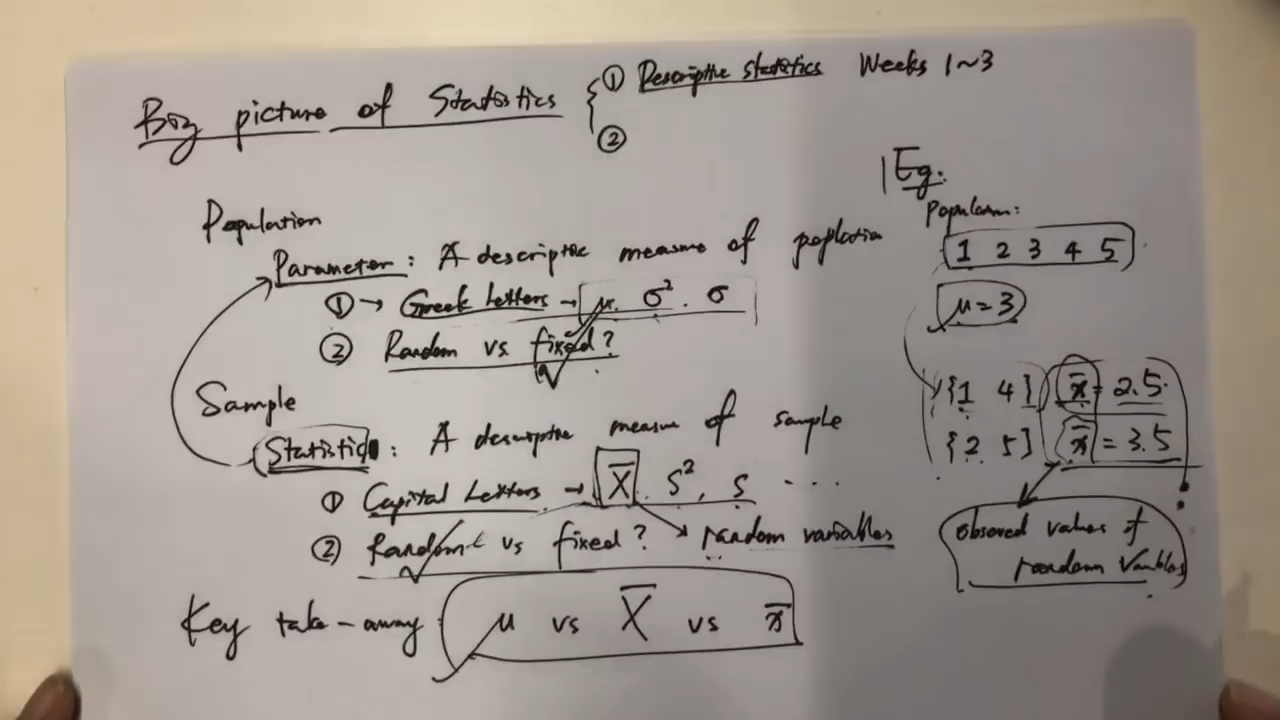 Big picture of Statistics { ① Descriptive statistics Weeks 1~3
②
Population
Parameter : A descriptive measure of population
① → Greek Letters → μ. σ². σ
② Random vs fixed?
Sample
Statistic : A descriptive measure of sample
① Capital Letters → X̄. S², S ...
② Random vs fixed? → random variables
Key take-away : μ vs X̄ vs x̄
Eg.
Population:
1 2 3 4 5
μ=3
{1 4} x̄ = 2.5
{2 5} x̄ = 3.5
observed values of
random variables